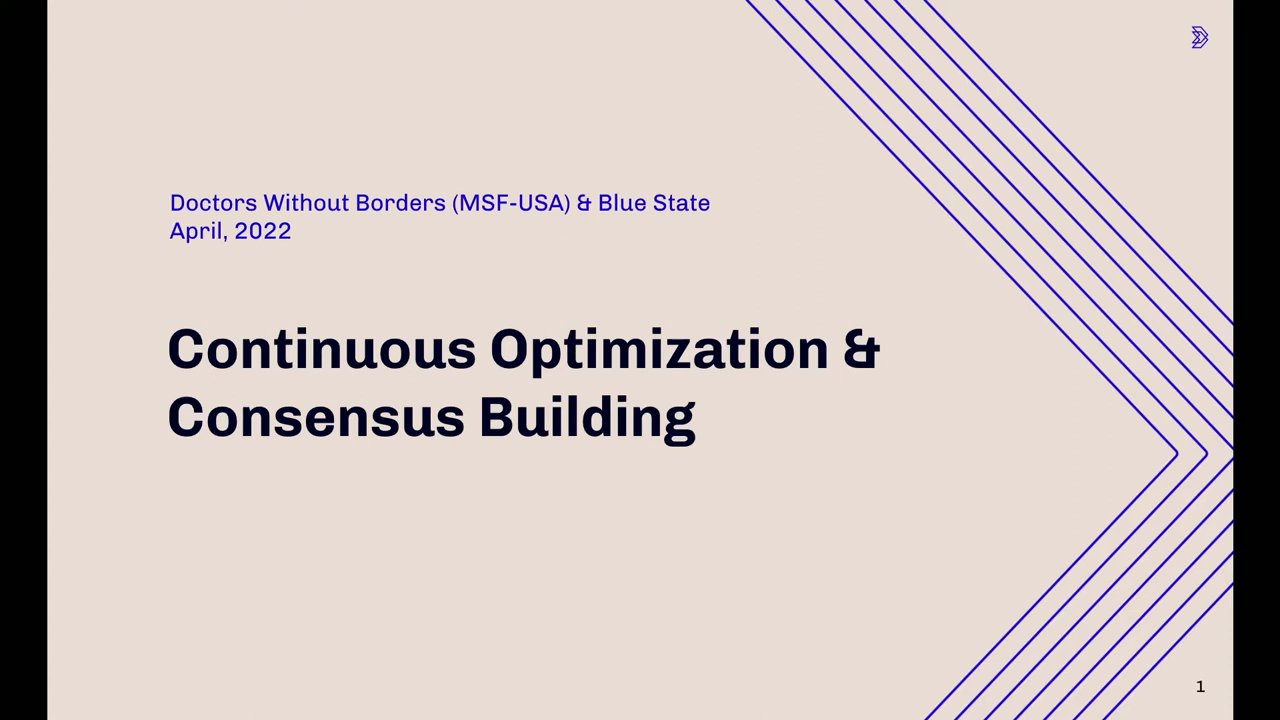 Doctors Without Borders (MSF-USA) & Blue State
April, 2022
Continuous Optimization &
Consensus Building
1